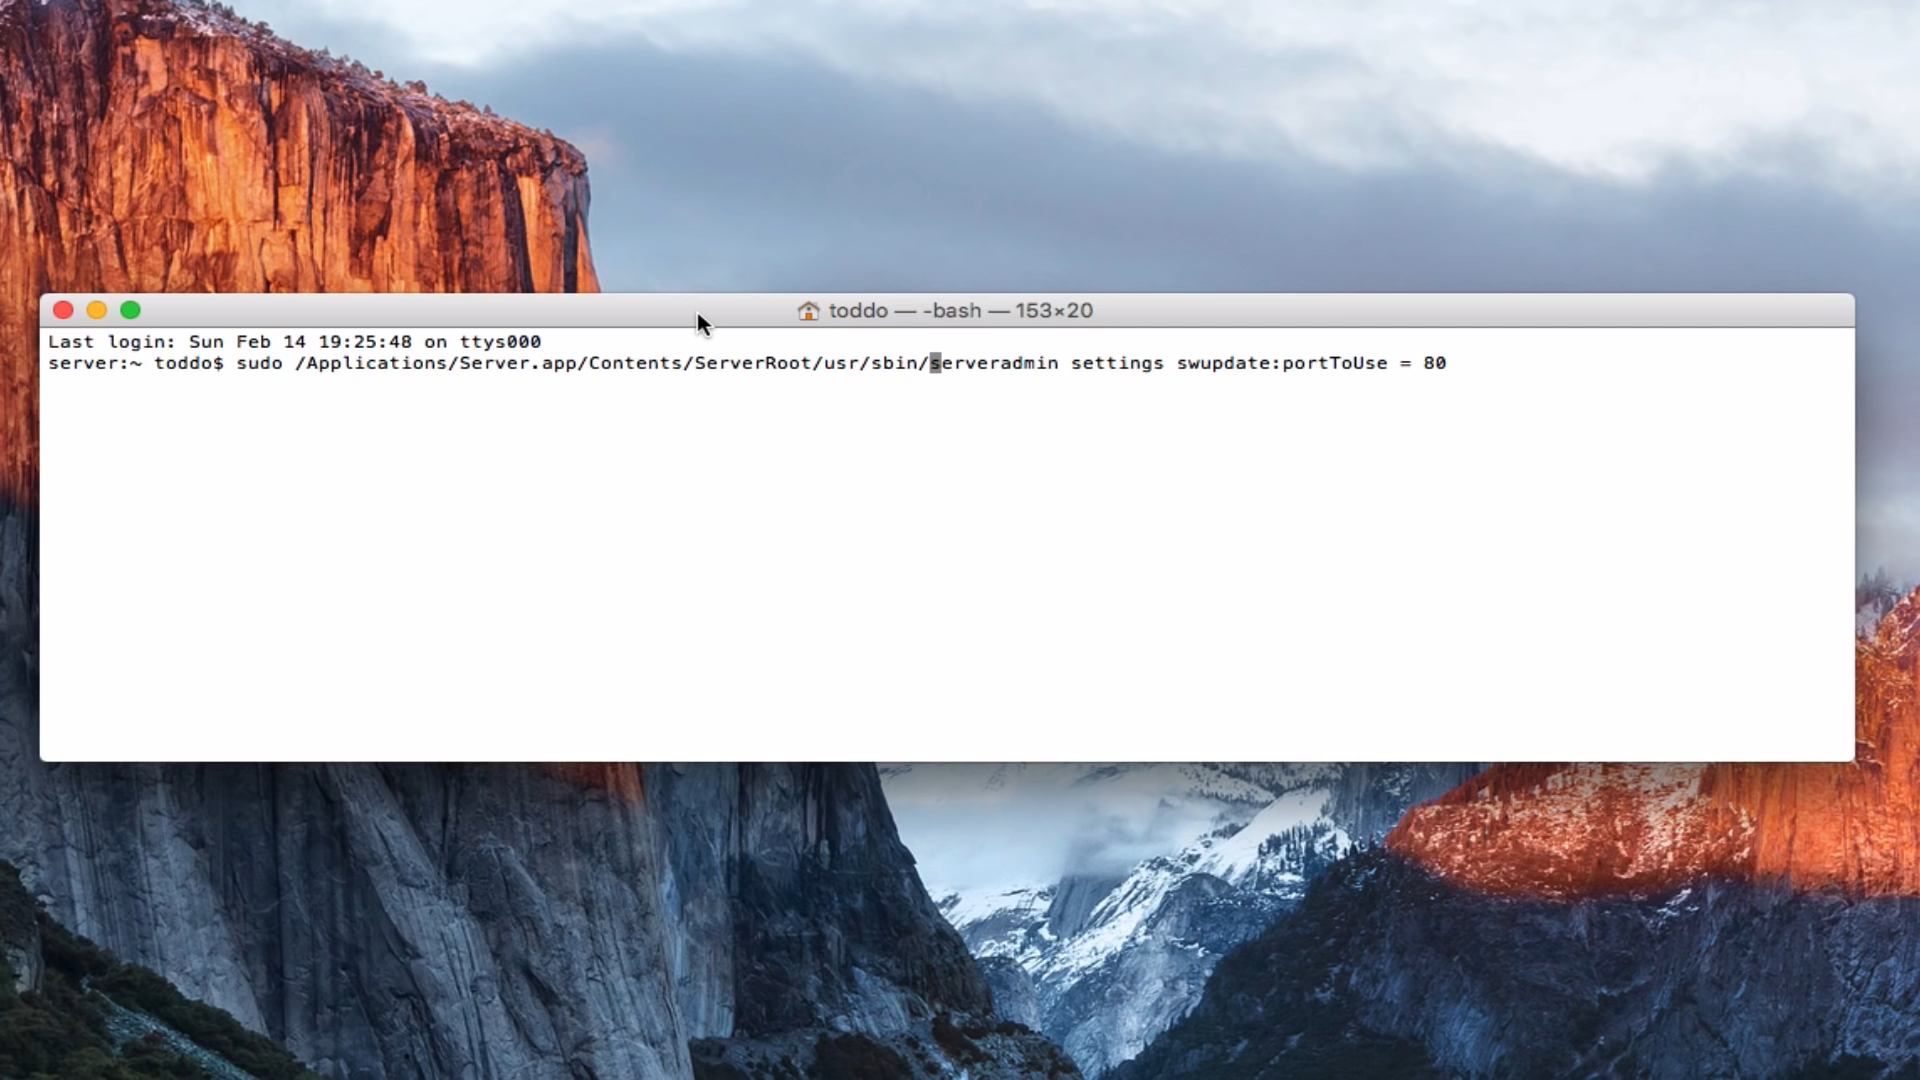 toddo — -bash — 153×20
Last login: Sun Feb 14 19:25:48 on ttys000
server:~ toddo$ sudo /Applications/Server.app/Contents/ServerRoot/usr/sbin/serveradmin settings swupdate:portToUse = 80